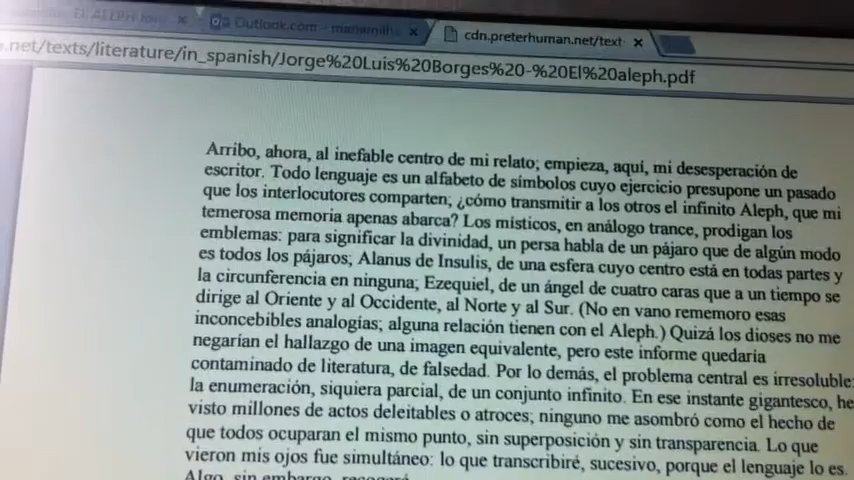 EL ALEPH
Outlook.com -
cdn.preterhuman.net/text
.net/texts/literature/in_spanish/Jorge%20Luis%20Borges%20-%20El%20aleph.pdf
Arribo, ahora, al inefable centro de mi relato; empieza, aquí, mi desesperación de
escritor. Todo lenguaje es un alfabeto de símbolos cuyo ejercicio presupone un pasado
que los interlocutores comparten; ¿cómo transmitir a los otros el infinito Aleph, que mi
temerosa memoria apenas abarca? Los místicos, en análogo trance, prodigan los
emblemas: para significar la divinidad, un persa habla de un pájaro que de algún modo
es todos los pájaros; Alanus de Insulis, de una esfera cuyo centro está en todas partes y
la circunferencia en ninguna; Ezequiel, de un ángel de cuatro caras que a un tiempo se
dirige al Oriente y al Occidente, al Norte y al Sur. (No en vano rememoro esas
inconcebibles analogías; alguna relación tienen con el Aleph.) Quizá los dioses no me
negarían el hallazgo de una imagen equivalente, pero este informe quedaría
contaminado de literatura, de falsedad. Por lo demás, el problema central es irresoluble:
la enumeración, siquiera parcial, de un conjunto infinito. En ese instante gigantesco, he
visto millones de actos deleitables o atroces; ninguno me asombró como el hecho de
que todos ocuparan el mismo punto, sin superposición y sin transparencia. Lo que
vieron mis ojos fue simultáneo: lo que transcribiré, sucesivo, porque el lenguaje lo es.
Algo, sin embargo, recogeré